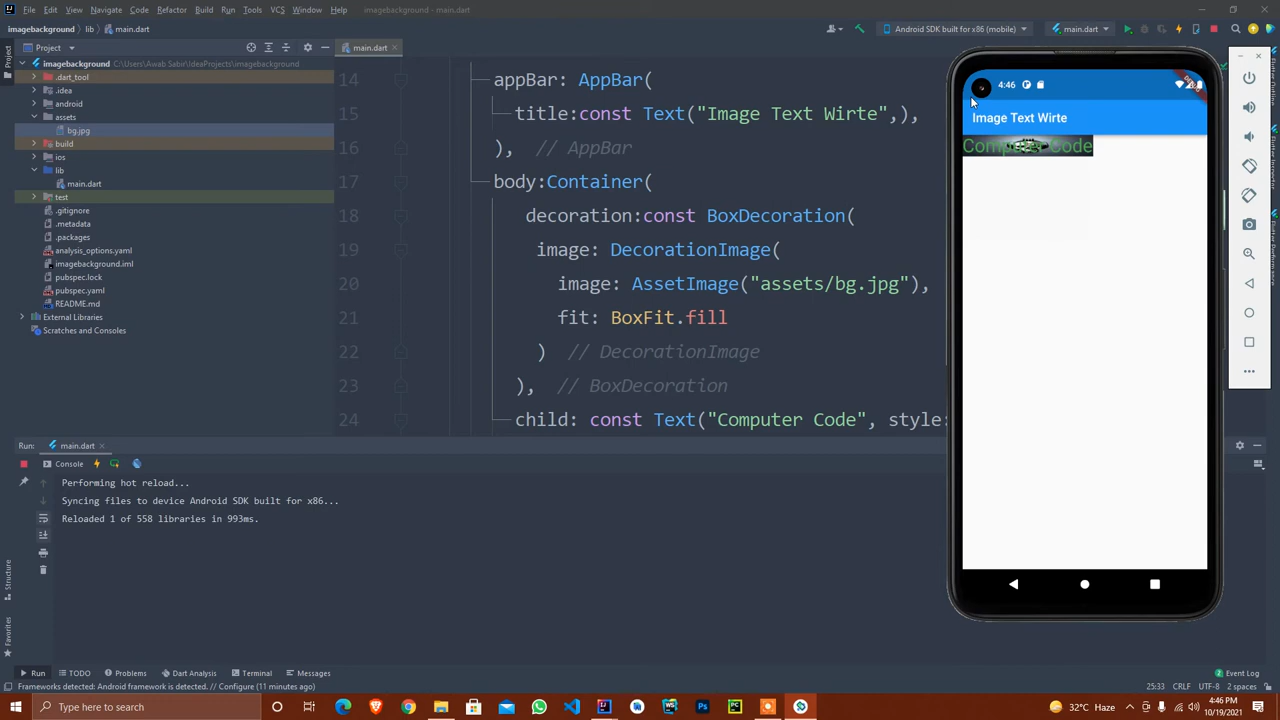 File Edit View Navigate Code Refactor Build Run Tools VCS Window Help imagebackground - main.dart
imagebackground lib main.dart
Android SDK built for x86 (mobile) main.dart
Project
main.dart
imagebackground C:\Users\Awab Sabir\IdeaProjects\imagebackground
.dart_tool
.idea
android
assets
bg.jpg
build
ios
lib
main.dart
test
.gitignore
.metadata
.packages
analysis_options.yaml
imagebackground.iml
pubspec.lock
pubspec.yaml
README.md
External Libraries
Scratches and Consoles
14 appBar: AppBar(
15 title:const Text("Image Text Wirte",),
16 ), // AppBar
17 body:Container(
18 decoration:const BoxDecoration(
19 image: DecorationImage(
20 image: AssetImage("assets/bg.jpg"),
21 fit: BoxFit.fill
22 ) // DecorationImage
23 ), // BoxDecoration
24 child: const Text("Computer Code", style:
4:46
Image Text Wirte
Computer Code
Project
Structure
Favorites
Flutter Outline
Flutter Performance
Run: main.dart
Console
Performing hot reload...
Syncing files to device Android SDK built for x86...
Reloaded 1 of 558 libraries in 993ms.
Run TODO Problems Dart Analysis Terminal Messages Event Log
Frameworks detected: Android framework is detected. // Configure (11 minutes ago) 25:33 CRLF UTF-8 2 spaces
Type here to search
32°C Haze
4:46 PM
10/19/2021